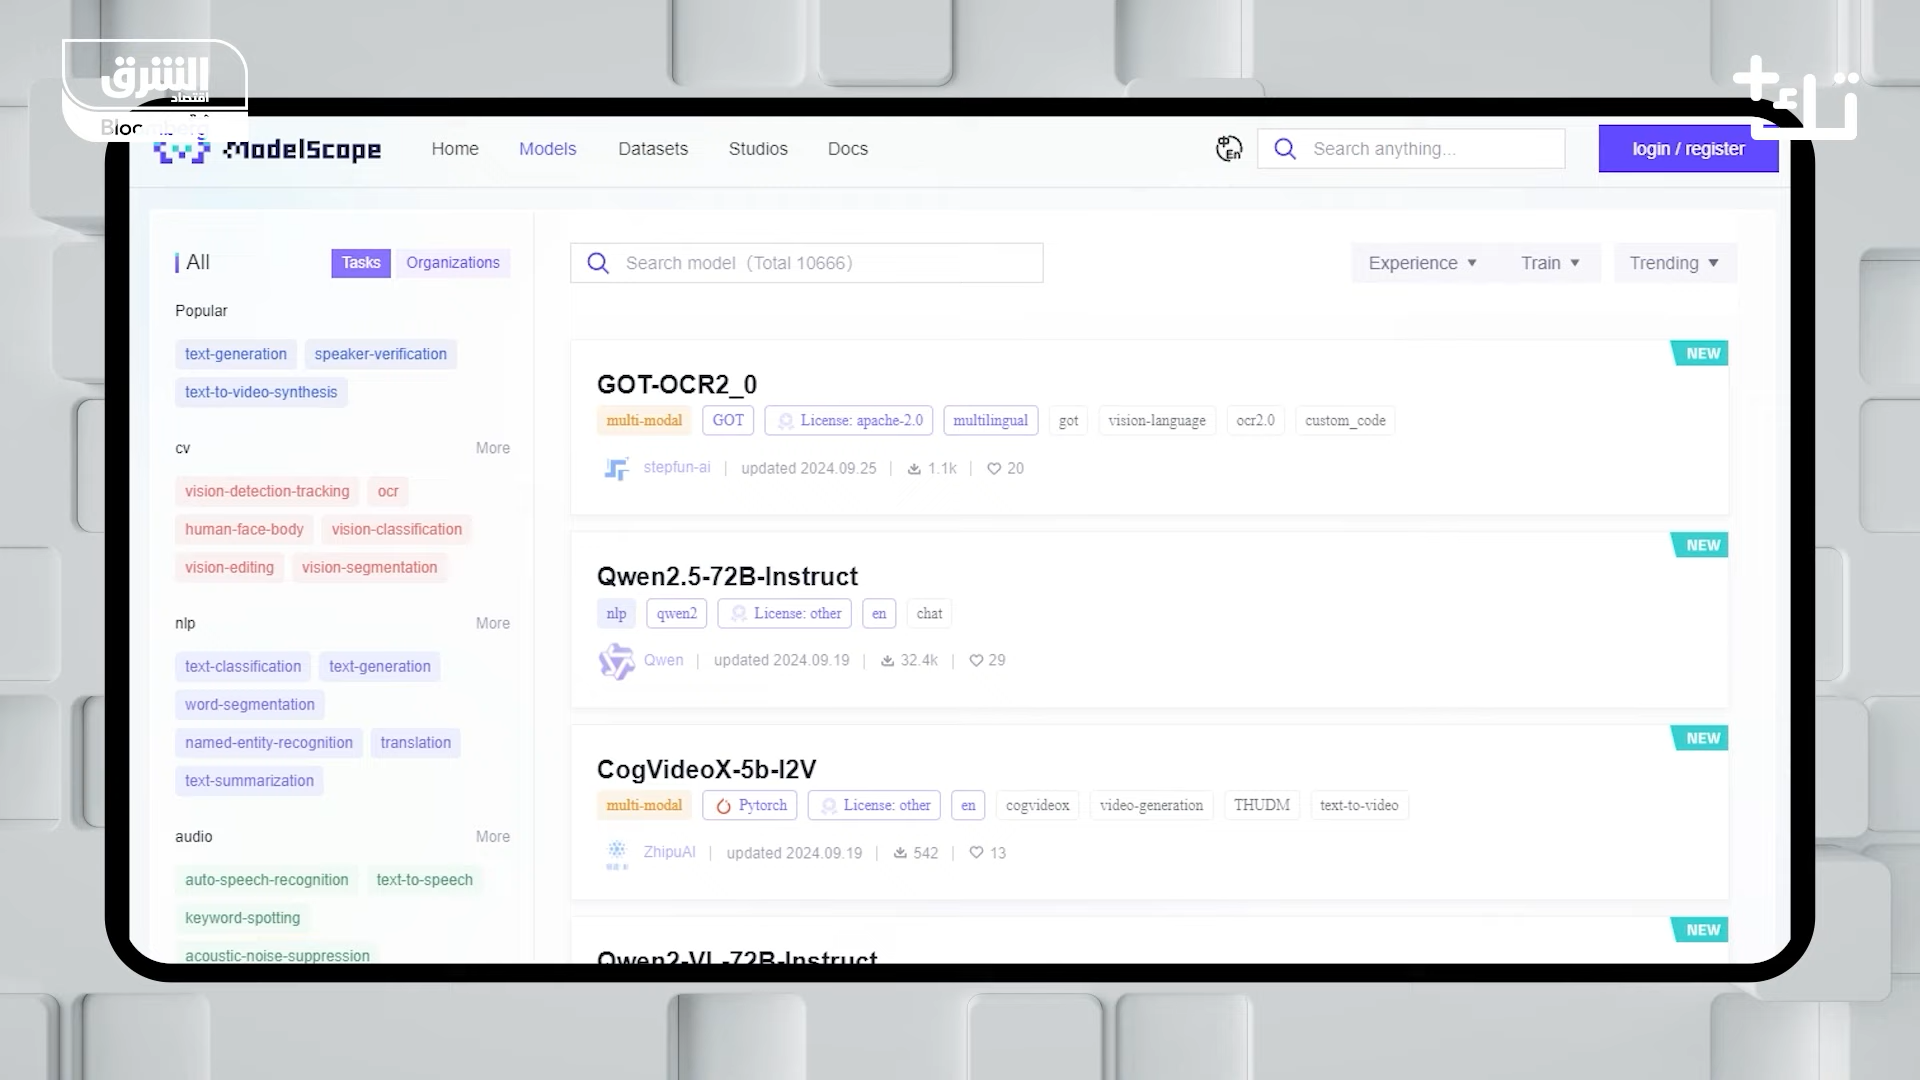 الشرق
اقتصاد
Bloomberg
تك+
ModelScope
Home
Models
Datasets
Studios
Docs
中 En
Search anything...
login / register
All
Tasks
Organizations
Popular
text-generation
speaker-verification
text-to-video-synthesis
cv
More
vision-detection-tracking
ocr
human-face-body
vision-classification
vision-editing
vision-segmentation
nlp
More
text-classification
text-generation
word-segmentation
named-entity-recognition
translation
text-summarization
audio
More
auto-speech-recognition
text-to-speech
keyword-spotting
acoustic-noise-suppression
Search model (Total 10666)
Experience
Train
Trending
NEW
GOT-OCR2_0
multi-modal GOT License: apache-2.0 multilingual got vision-language ocr2.0 custom_code
stepfun-ai | updated 2024.09.25 | 1.1k | 20
NEW
Qwen2.5-72B-Instruct
nlp qwen2 License: other en chat
Qwen | updated 2024.09.19 | 32.4k | 29
NEW
CogVideoX-5b-I2V
multi-modal Pytorch License: other en cogvideox video-generation THUDM text-to-video
ZhipuAI | updated 2024.09.19 | 542 | 13
NEW
Qwen2-VL-72B-Instruct